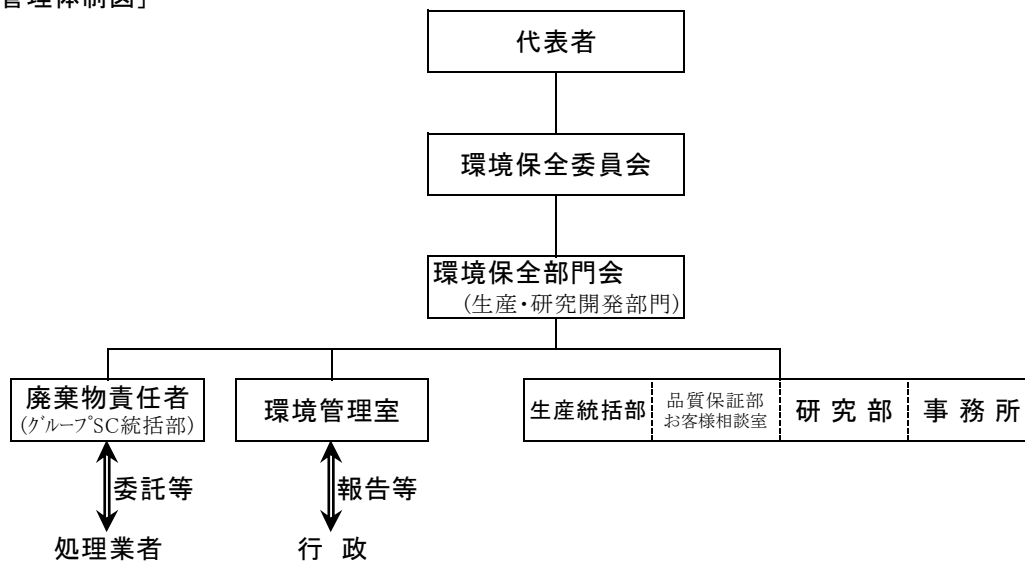 管理体制図]
代表者
環境保全委員会
環境保全部門会
(生産・研究開発部門)
廃棄物責任者
(グループSC統括部)
環境管理室
生産統括部
品質保証部
お客様相談室
研究部
事務所
委託等
報告等
処理業者
行政